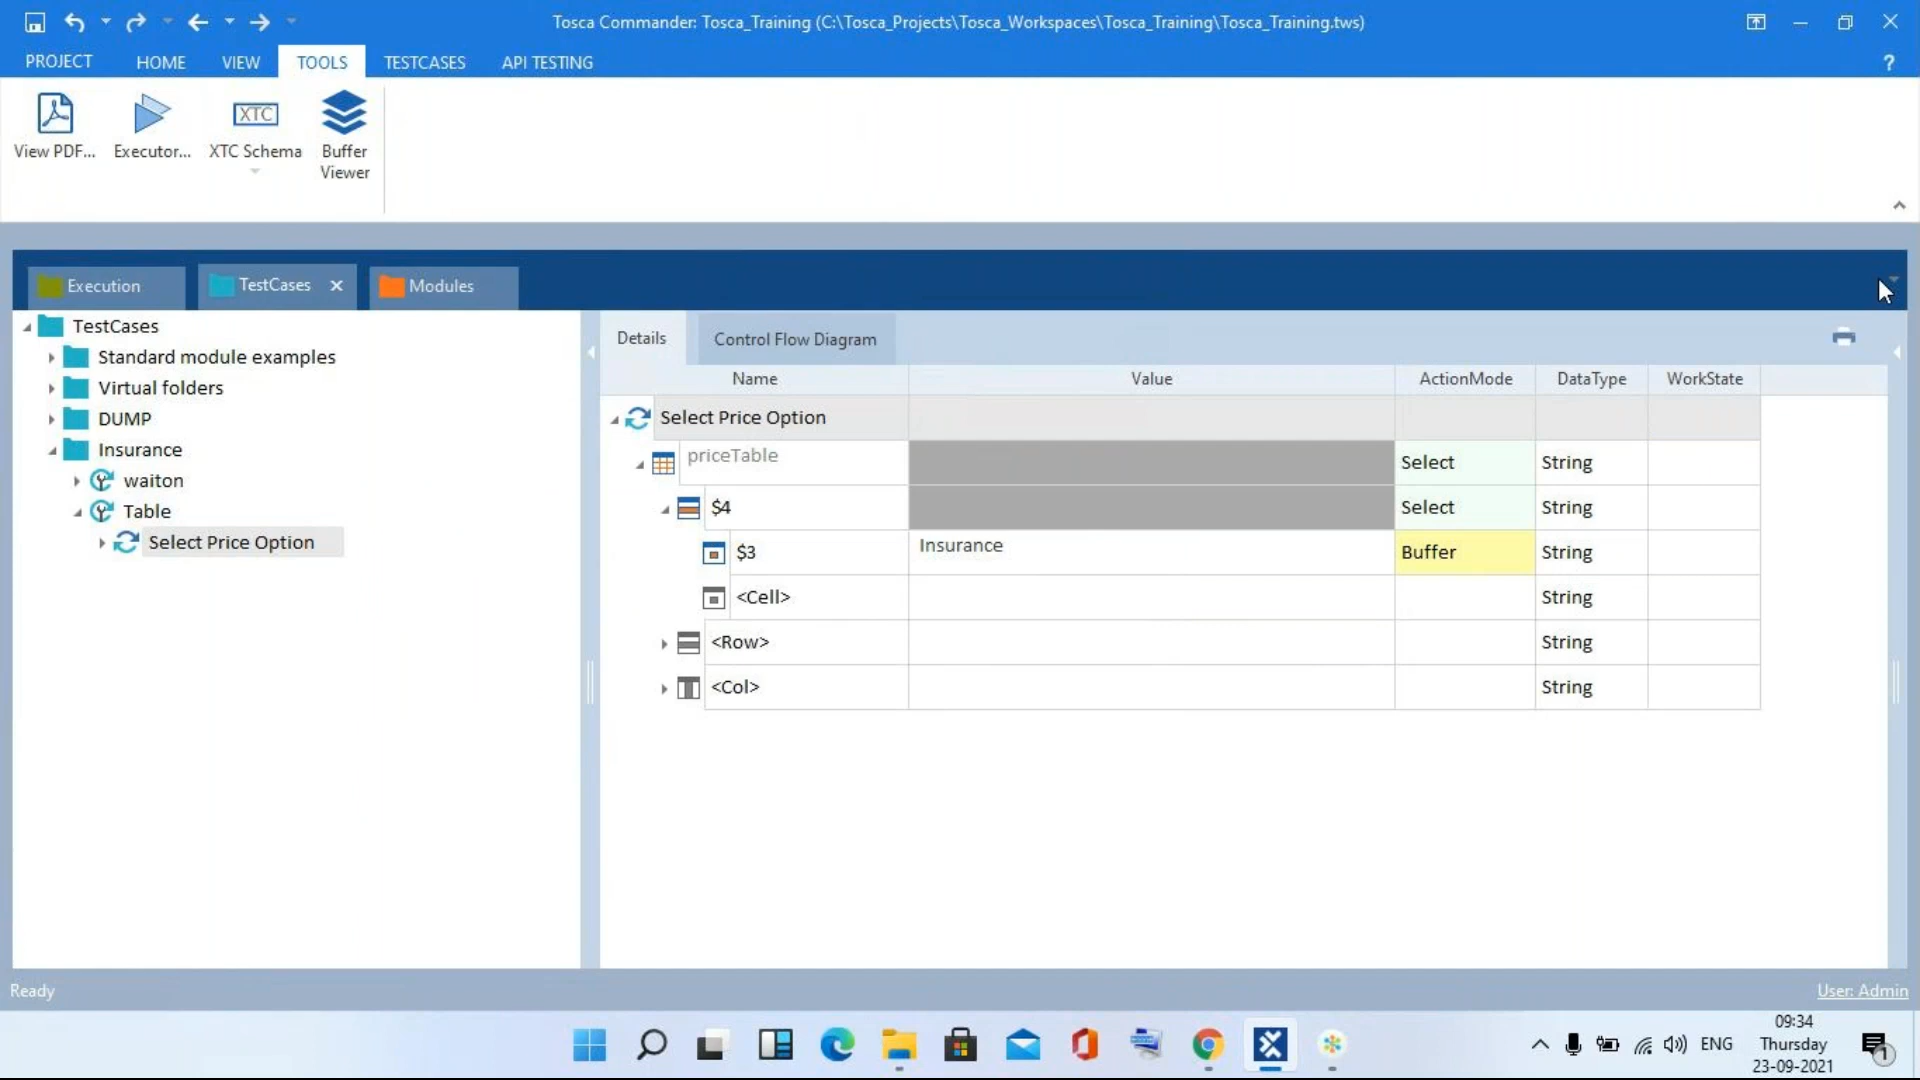 Tosca Commander: Tosca_Training (C:\Tosca_Projects\Tosca_Workspaces\Tosca_Training\Tosca_Training.tws)
PROJECT HOME VIEW TOOLS TESTCASES API TESTING ?
XTC
View PDF... Executor... XTC Schema Buffer Viewer
Execution TestCases Modules
TestCases
Standard module examples
Virtual folders
DUMP
Insurance
waiton
Table
Select Price Option
Details Control Flow Diagram
Name Value ActionMode DataType WorkState
Select Price Option
priceTable Select String
$4 Select String
$3 Insurance Buffer String
<Cell> String
<Row> String
<Col> String
Ready User: Admin
ENG
09:34
Thursday
23-09-2021
1